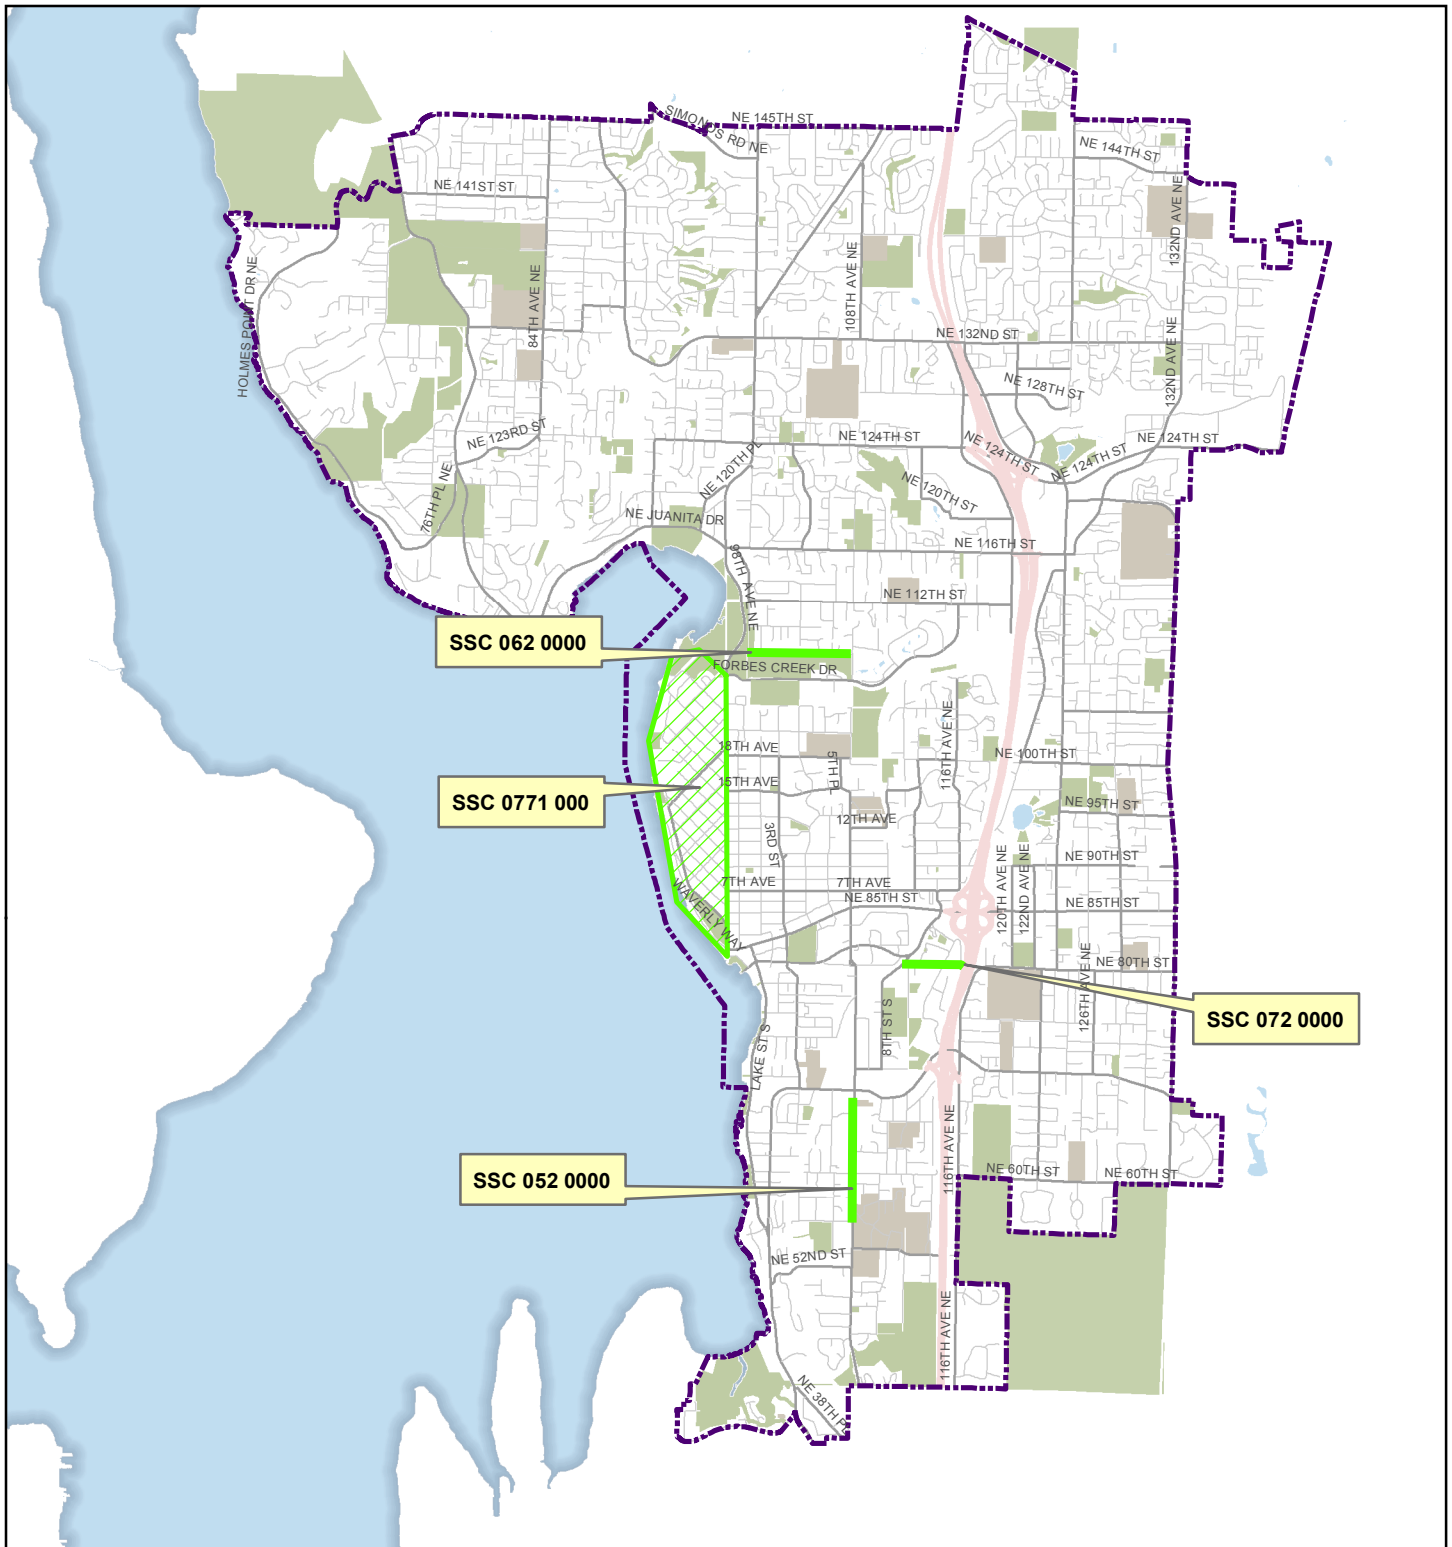 SIMONDS RD NE
NE 145TH ST
NE 144TH ST
NE 141ST ST
132ND AVE NE
HOLMES POINT DR NE
84TH AVE NE
108TH AVE NE
NE 132ND ST
132ND AVE NE
NE 128TH ST
NE 123RD ST
NE 124TH ST
NE 124TH ST
NE 124TH ST
NE 124TH ST
76TH PL NE
NE 120TH PL
NE 120TH ST
NE JUANITA DR
98TH AVE NE
NE 116TH ST
NE 112TH ST
SSC 062 0000
FORBES CREEK DR
116TH AVE NE
18TH AVE
5TH PL
NE 100TH ST
15TH AVE
SSC 0771 000
NE 95TH ST
3RD ST
12TH AVE
120TH AVE NE
122ND AVE NE
NE 90TH ST
7TH AVE
7TH AVE
WAVERLY WAY
NE 85TH ST
NE 85TH ST
NE 80TH ST
126TH AVE NE
SSC 072 0000
8TH ST S
LAKE ST S
116TH AVE NE
SSC 052 0000
NE 60TH ST
NE 60TH ST
NE 52ND ST
116TH AVE NE
NE 38TH PL